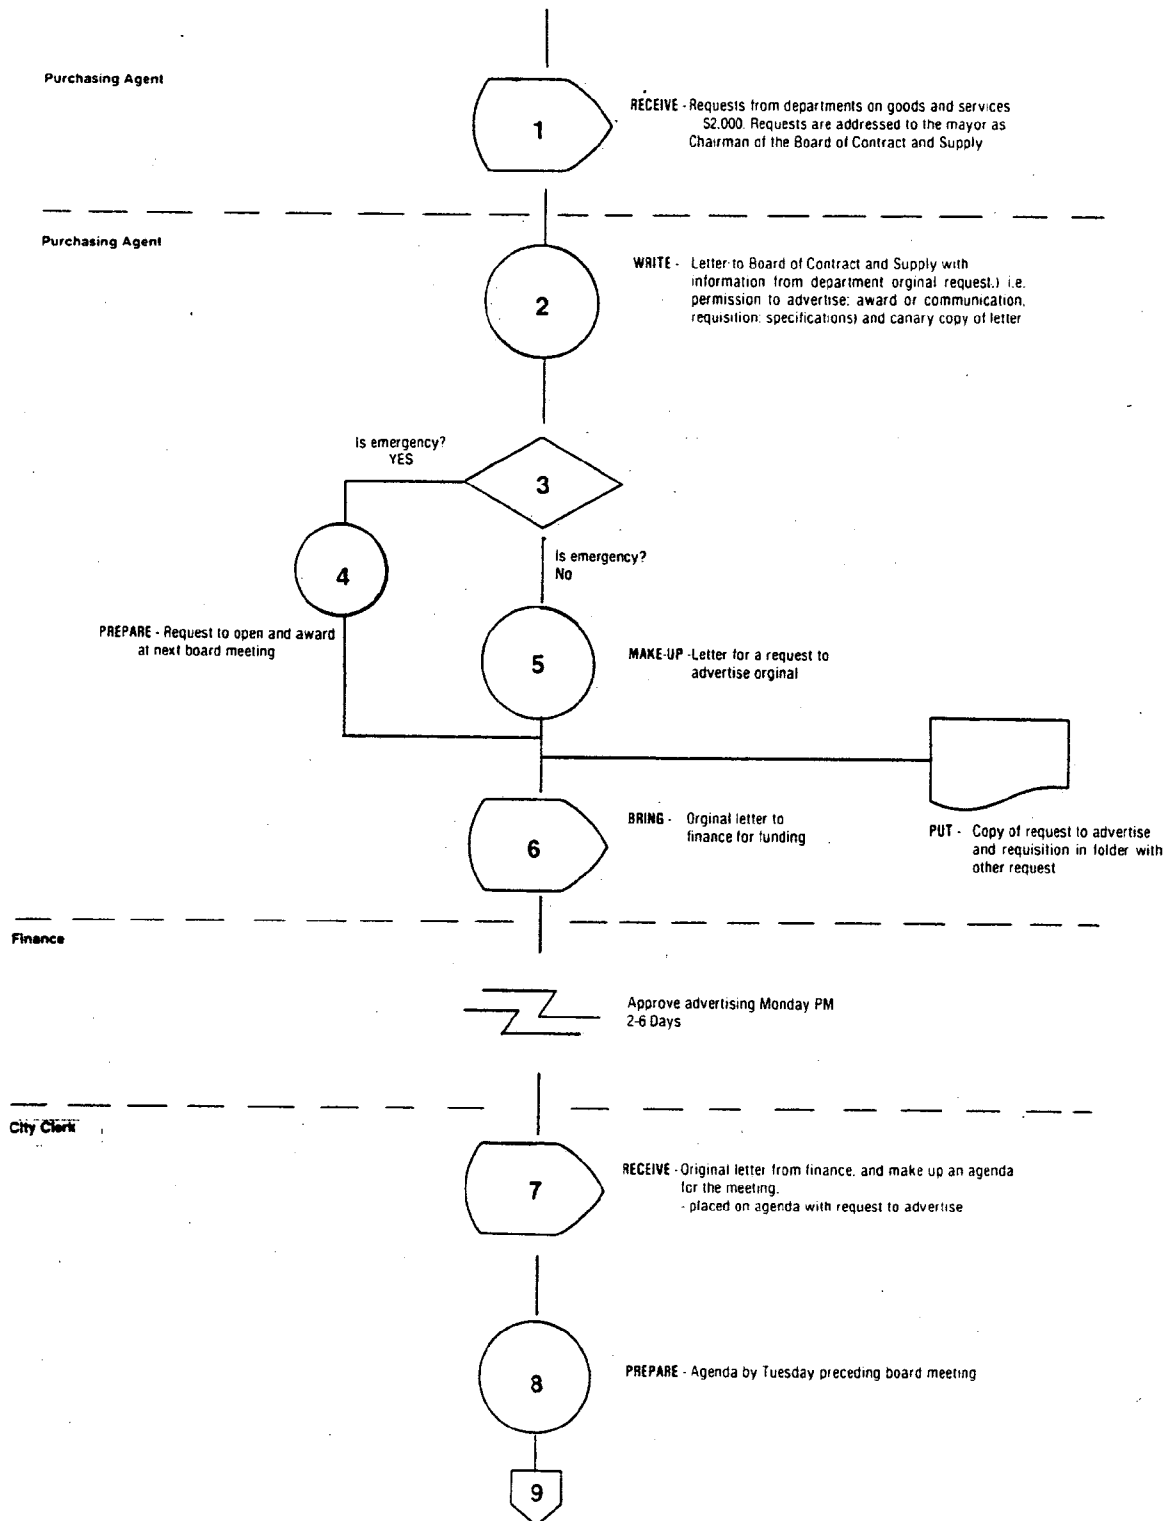 Purchasing Agent
1
RECEIVE - Requests from departments on goods and services
$2.000. Requests are addressed to the mayor as
Chairman of the Board of Contract and Supply
Purchasing Agent
2
WRITE - Letter to Board of Contract and Supply with
information from department orginal request.) i.e.
permission to advertise; award or communication,
requisition; specifications) and canary copy of letter
Is emergency?
YES
3
4
Is emergency?
No
PREPARE - Request to open and award
at next board meeting
5
MAKE-UP - Letter for a request to
advertise orginal
6
BRING - Orginal letter to
finance for funding
PUT - Copy of request to advertise
and requisition in folder with
other request
Finance
Approve advertising Monday PM
2-6 Days
City Clerk
7
RECEIVE - Original letter from finance, and make up an agenda
for the meeting.
- placed on agenda with request to advertise
8
PREPARE - Agenda by Tuesday preceding board meeting
9